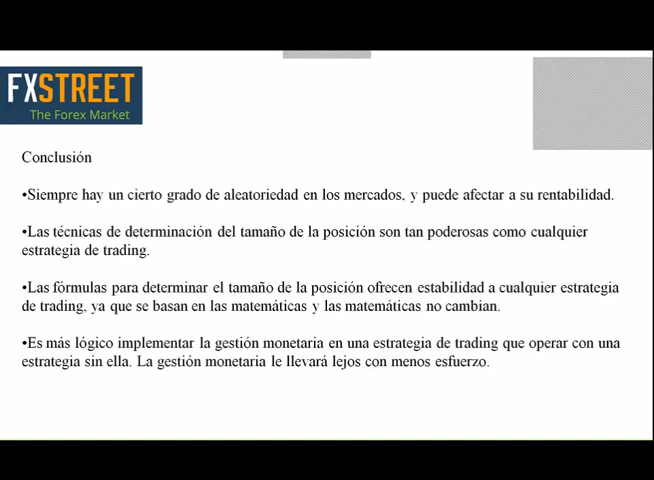 FXSTREET
The Forex Market
Conclusión
•Siempre hay un cierto grado de aleatoriedad en los mercados, y puede afectar a su rentabilidad.
•Las técnicas de determinación del tamaño de la posición son tan poderosas como cualquier
estrategia de trading.
•Las fórmulas para determinar el tamaño de la posición ofrecen estabilidad a cualquier estrategia
de trading, ya que se basan en las matemáticas y las matemáticas no cambian.
•Es más lógico implementar la gestión monetaria en una estrategia de trading que operar con una
estrategia sin ella. La gestión monetaria le llevará lejos con menos esfuerzo.